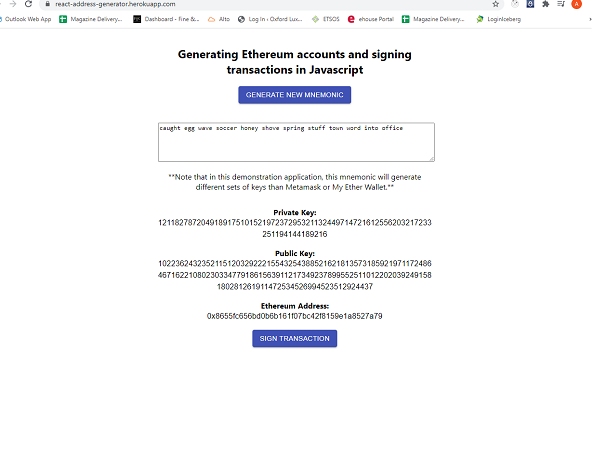 react-address-generator.herokuapp.com
Outlook Web App
Magazine Delivery...
Dashboard - Fine &...
Alto
Log In ‹ Oxford Lux...
ETSOS
ehouse Portal
Magazine Delivery...
LoginIceberg
Generating Ethereum accounts and signing
transactions in Javascript
GENERATE NEW MNEMONIC
caught egg wave soccer honey shove spring stuff town word into office
**Note that in this demonstration application, this mnemonic will generate
different sets of keys than Metamask or My Ether Wallet.**
Private Key:
121182787204918917510152197237295321132449714721612556203217233
251194144189216
Public Key:
102236243235211512032922215543254388521621813573185921971172486
467162210802303347791861563911217349237899552511012202039249158
180281261911472534526994523512924437
Ethereum Address:
0x8655fc656bd0b6b161f07bc42f8159e1a8527a79
SIGN TRANSACTION